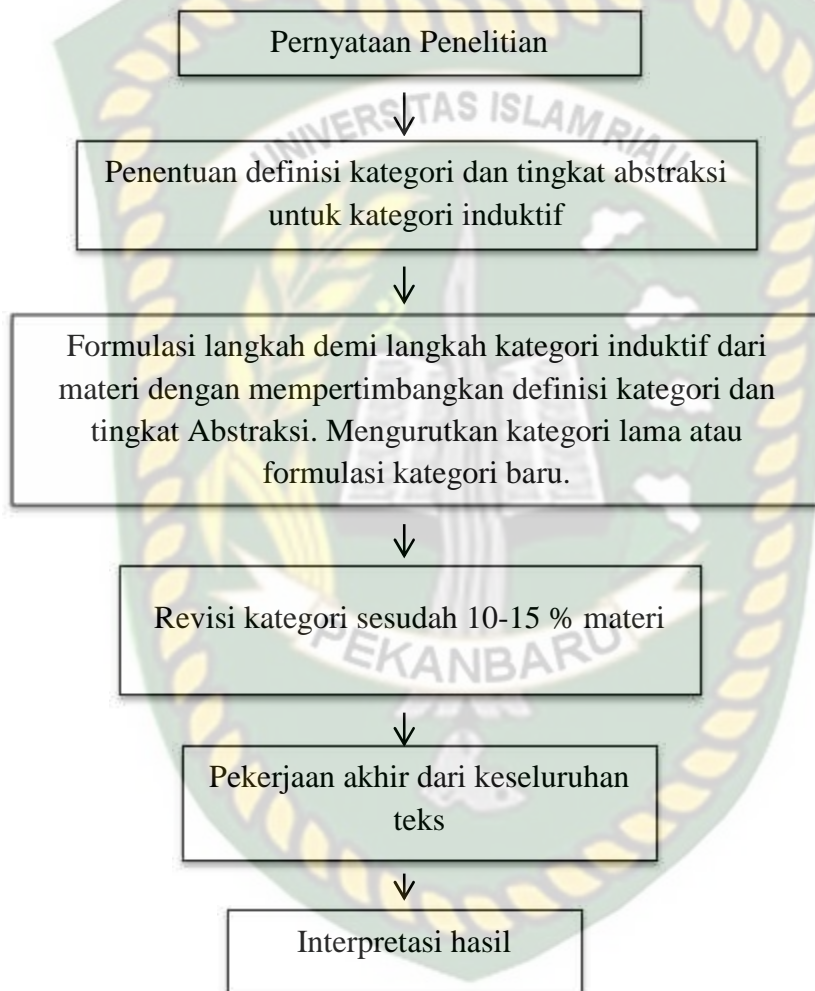 Pernyataan Penelitian
UNIVERSITAS ISLAM RIAU
Penentuan definisi kategori dan tingkat abstraksi
untuk kategori induktif
Formulasi langkah demi langkah kategori induktif dari
materi dengan mempertimbangkan definisi kategori dan
tingkat Abstraksi. Mengurutkan kategori lama atau
formulasi kategori baru.
Revisi kategori sesudah 10-15 % materi
PEKANBARU
Pekerjaan akhir dari keseluruhan
teks
Interpretasi hasil